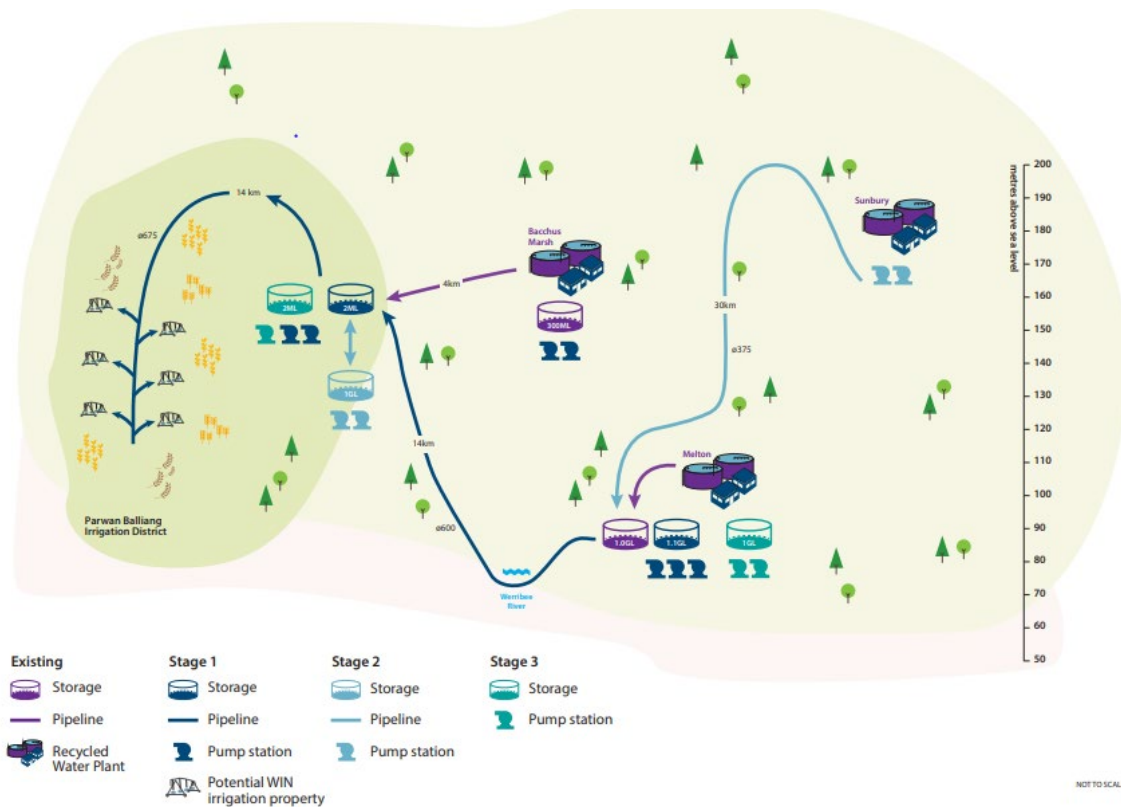 14 km
ø675
2ML
2ML
1GL
4km
Bacchus
Marsh
300ML
14km
ø600
Werribee
River
30km
ø375
Sunbury
Melton
1.0GL
1.1GL
1GL
Parwan Balliang
Irrigation District
metres above sea level
200
190
180
170
160
150
140
130
120
110
100
90
80
70
60
50
Existing
Storage
Pipeline
Recycled
Water Plant
Stage 1
Storage
Pipeline
Pump station
Potential WIN
irrigation property
Stage 2
Storage
Pipeline
Pump station
Stage 3
Storage
Pump station
NOT TO SCAL